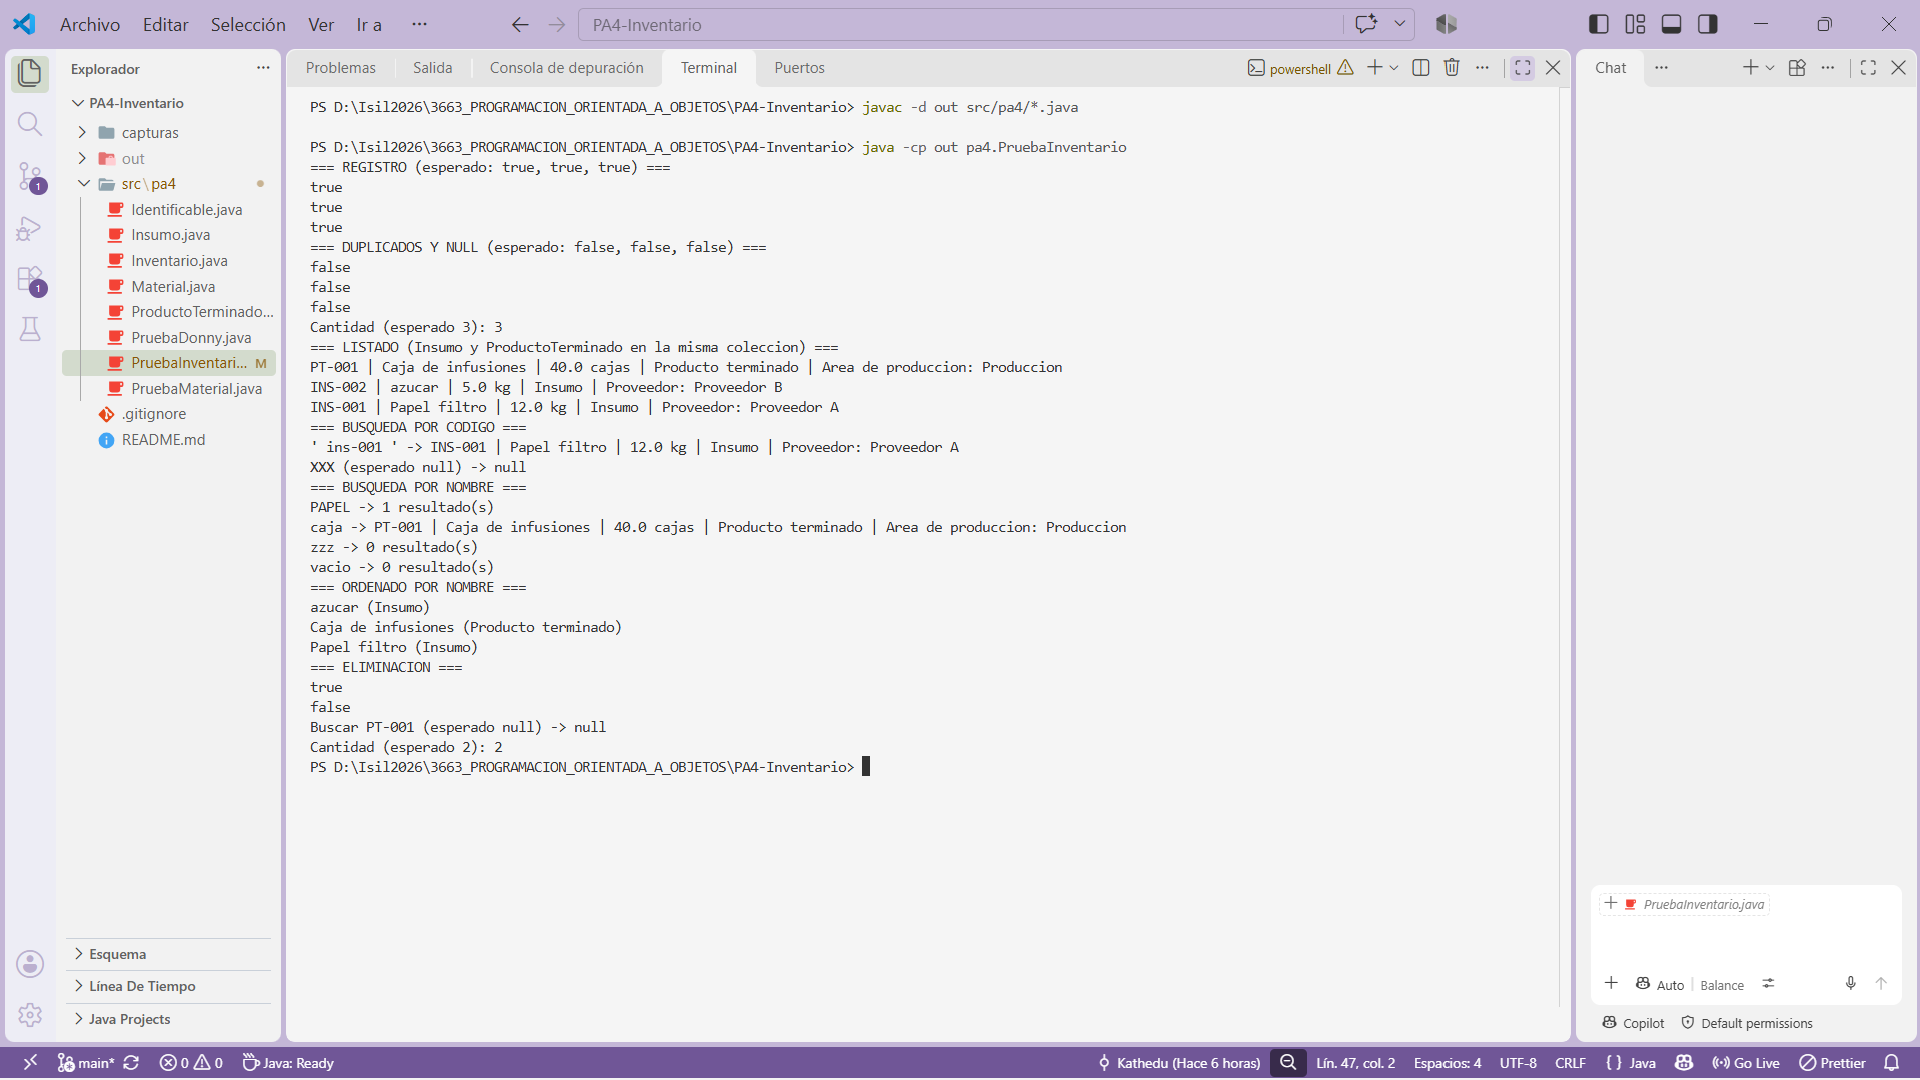 Archivo Editar Selección Ver Ir a ··· PA4-Inventario
Explorador ···
PA4-Inventario
capturas
out
src\pa4
Identificable.java
Insumo.java
Inventario.java
Material.java
ProductoTerminado...
PruebaDonny.java
PruebaInventari... M
PruebaMaterial.java
.gitignore
README.md
Esquema
Línea De Tiempo
Java Projects
1
1
Problemas Salida Consola de depuración Terminal Puertos powershell
PS D:\Isil2026\3663_PROGRAMACION_ORIENTADA_A_OBJETOS\PA4-Inventario> javac -d out src/pa4/*.java
PS D:\Isil2026\3663_PROGRAMACION_ORIENTADA_A_OBJETOS\PA4-Inventario> java -cp out pa4.PruebaInventario
=== REGISTRO (esperado: true, true, true) ===
true
true
true
=== DUPLICADOS Y NULL (esperado: false, false, false) ===
false
false
false
Cantidad (esperado 3): 3
=== LISTADO (Insumo y ProductoTerminado en la misma coleccion) ===
PT-001 | Caja de infusiones | 40.0 cajas | Producto terminado | Area de produccion: Produccion
INS-002 | azucar | 5.0 kg | Insumo | Proveedor: Proveedor B
INS-001 | Papel filtro | 12.0 kg | Insumo | Proveedor: Proveedor A
=== BUSQUEDA POR CODIGO ===
' ins-001 ' -> INS-001 | Papel filtro | 12.0 kg | Insumo | Proveedor: Proveedor A
XXX (esperado null) -> null
=== BUSQUEDA POR NOMBRE ===
PAPEL -> 1 resultado(s)
caja -> PT-001 | Caja de infusiones | 40.0 cajas | Producto terminado | Area de produccion: Produccion
zzz -> 0 resultado(s)
vacio -> 0 resultado(s)
=== ORDENADO POR NOMBRE ===
azucar (Insumo)
Caja de infusiones (Producto terminado)
Papel filtro (Insumo)
=== ELIMINACION ===
true
false
Buscar PT-001 (esperado null) -> null
Cantidad (esperado 2): 2
PS D:\Isil2026\3663_PROGRAMACION_ORIENTADA_A_OBJETOS\PA4-Inventario>
Chat ···
PruebaInventario.java
Auto | Balance
Copilot Default permissions
main* 0 0 Java: Ready Kathedu (Hace 6 horas) Lín. 47, col. 2 Espacios: 4 UTF-8 CRLF { } Java Go Live Prettier